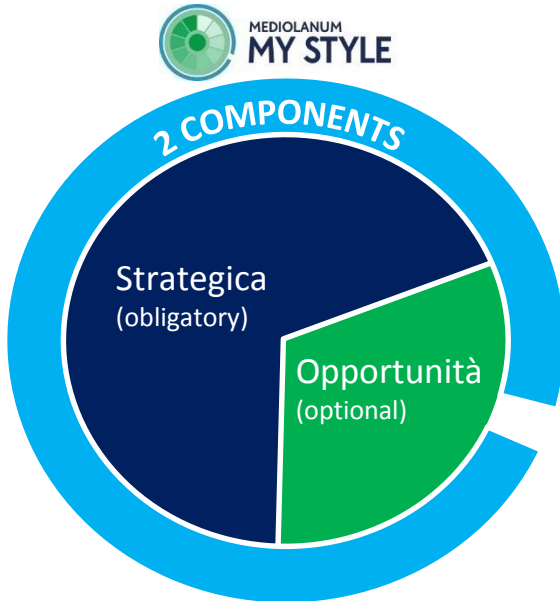 MEDIOLANUM
MY STYLE
2 COMPONENTS
Strategica
(obligatory)
Opportunità
(optional)